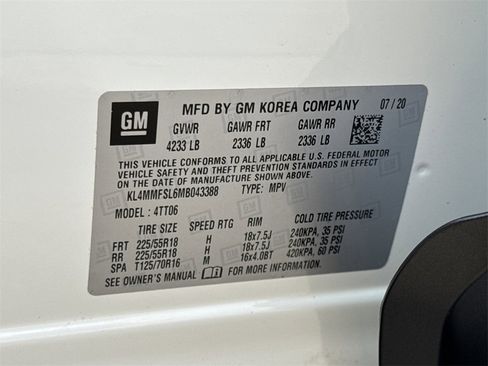 GM MFD BY GM KOREA COMPANY 07/20
GVWR GAWR FRT GAWR RR
4233 LB 2336 LB 2336 LB
THIS VEHICLE CONFORMS TO ALL APPLICABLE U.S. FEDERAL MOTOR
VEHICLE SAFETY AND THEFT PREVENTION STANDARDS IN EFFECT ON
THE DATE OF MANUFACTURE SHOWN ABOVE.
KL4MMFSL6MB043388 TYPE: MPV
MODEL: 4TT06
TIRE SIZE SPEED RTG RIM COLD TIRE PRESSURE
FRT 225/55R18 H 18x7.5J 240KPA, 35 PSI
RR 225/55R18 H 18x7.5J 240KPA, 35 PSI
SPA T125/70R16 M 16x4.0BT 420KPA, 60 PSI
SEE OWNER'S MANUAL FOR MORE INFORMATION.